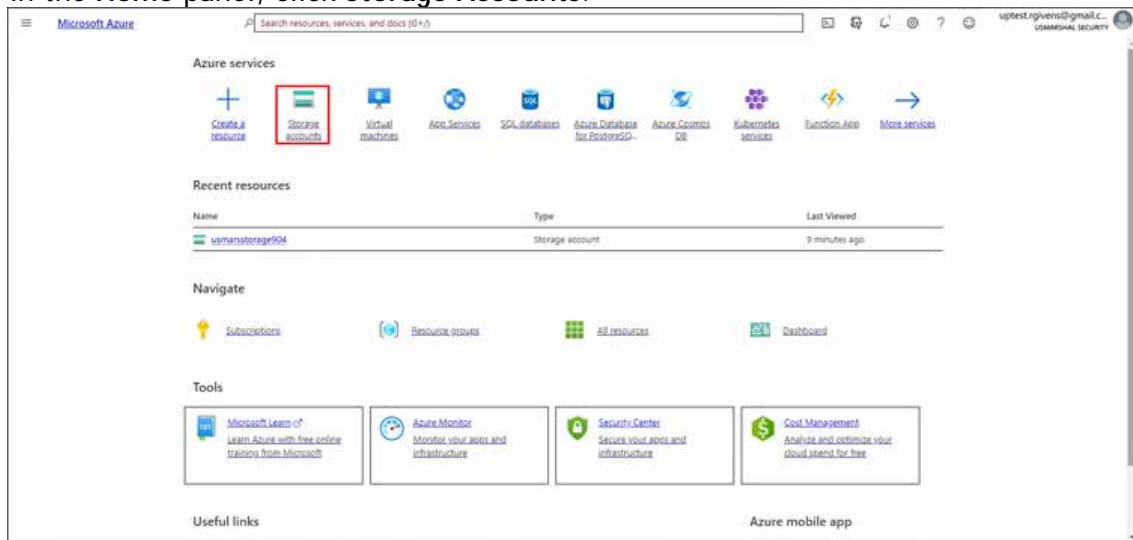 In the Home panel, click Storage Accounts.
Microsoft Azure
Search resources, services, and docs (G+/)
uptest.rgivens@gmail.c...
USMARSHAL SECURITY
Azure services
Create a resource
Storage accounts
Virtual machines
App Services
SQL databases
Azure Database for PostgreSQ...
Azure Cosmos DB
Kubernetes services
Function App
More services
Recent resources
Name
Type
Last Viewed
usmarsstorage904
Storage account
9 minutes ago
Navigate
Subscriptions
Resource groups
All resources
Dashboard
Tools
Microsoft Learn
Learn Azure with free online
training from Microsoft
Azure Monitor
Monitor your apps and
infrastructure
Security Center
Secure your apps and
infrastructure
Cost Management
Analyze and optimize your
cloud spend for free
Useful links
Azure mobile app